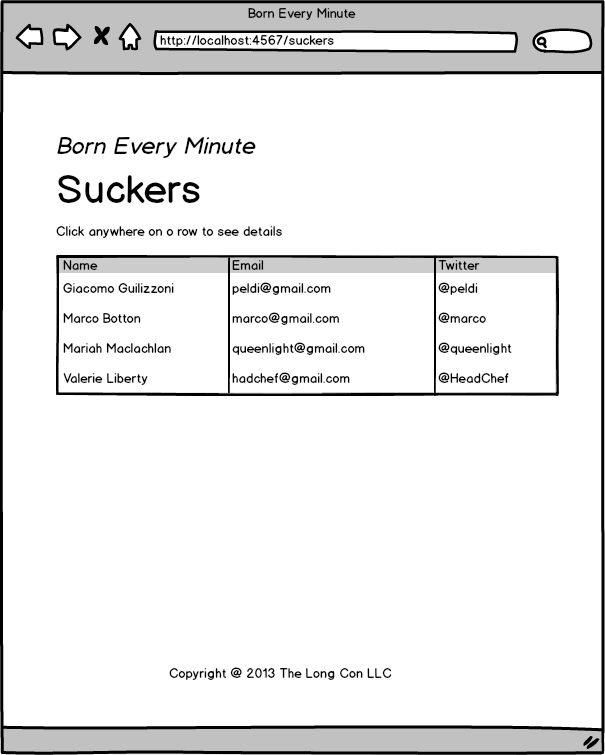 Born Every Minute
http://localhost:4567/suckers
Born Every Minute
Suckers
Click anywhere on a row to see details
Name Email Twitter
Giacomo Guilizzoni peldi@gmail.com @peldi
Marco Botton marco@gmail.com @marco
Mariah Maclachlan queenlight@gmail.com @queenlight
Valerie Liberty hadchef@gmail.com @HeadChef
Copyright @ 2013 The Long Con LLC